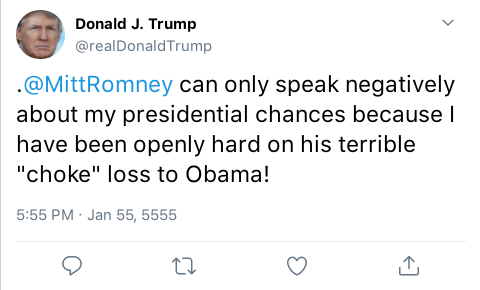 Donald J. Trump
@realDonaldTrump
.@MittRomney can only speak negatively
about my presidential chances because I
have been openly hard on his terrible
"choke" loss to Obama!
5:55 PM · Jan 55, 5555